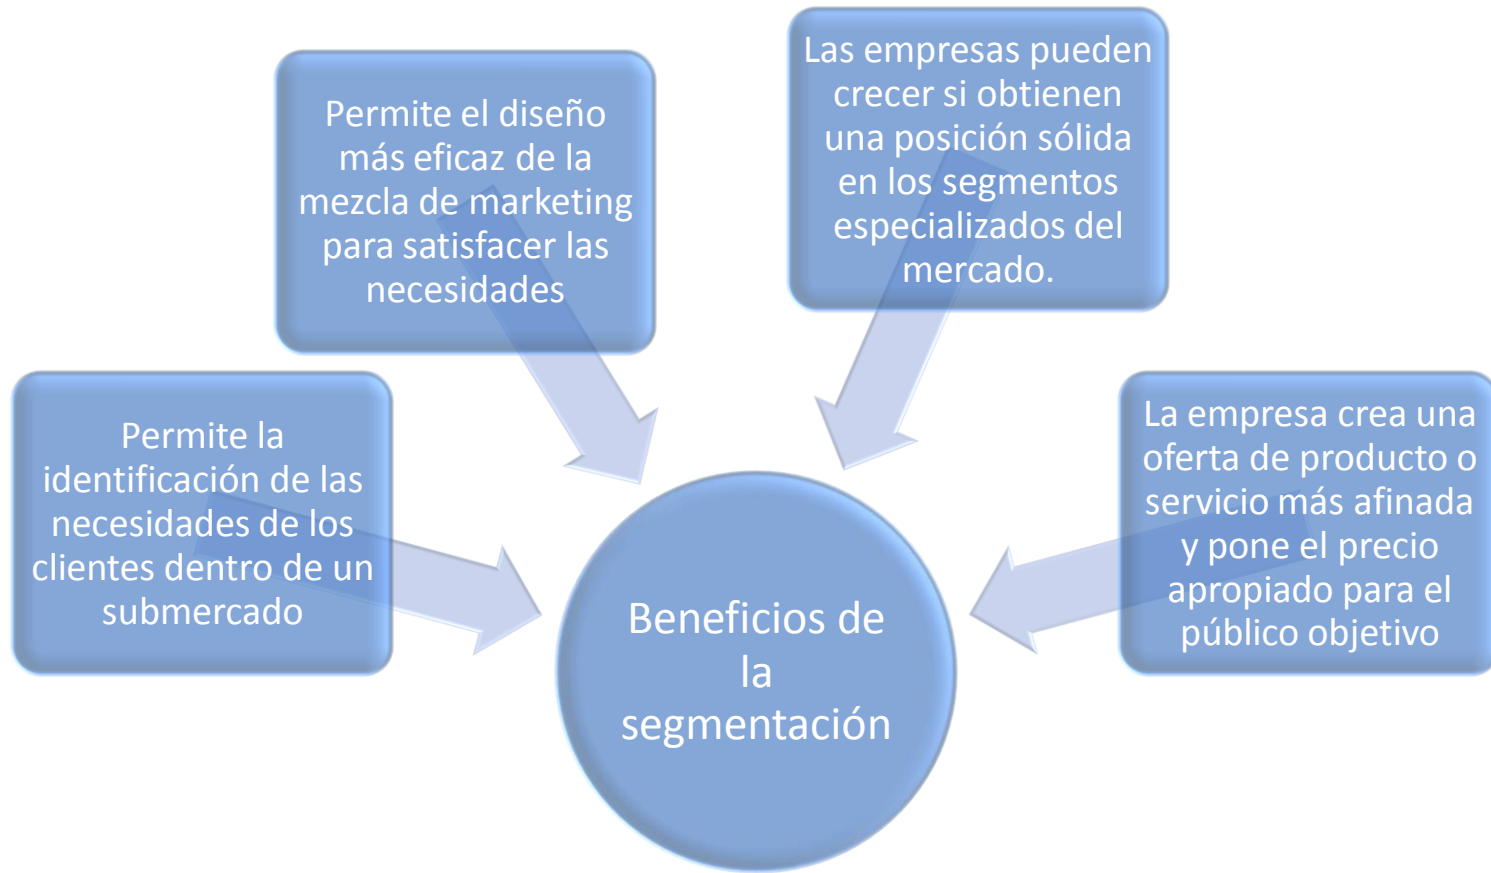 Permite la
identificación de las
necesidades de los
clientes dentro de un
submercado
Permite el diseño
más eficaz de la
mezcla de marketing
para satisfacer las
necesidades
Las empresas pueden
crecer si obtienen
una posición sólida
en los segmentos
especializados del
mercado.
La empresa crea una
oferta de producto o
servicio más afinada
y pone el precio
apropiado para el
público objetivo
Beneficios de
la
segmentación